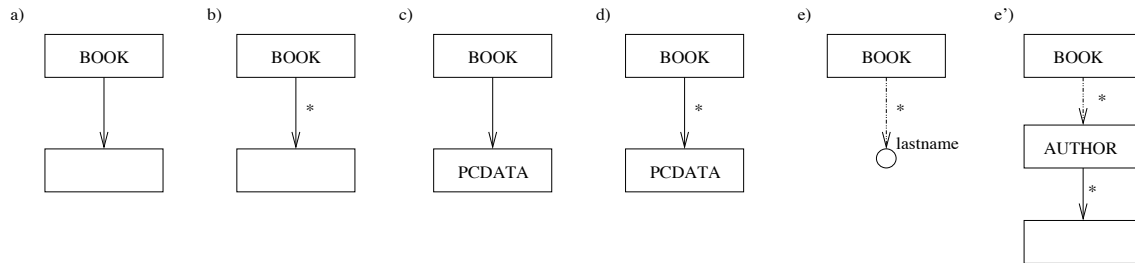 a) b) c) d) e) e')
BOOK BOOK BOOK BOOK BOOK BOOK
* * * *
lastname
AUTHOR
PCDATA PCDATA
*